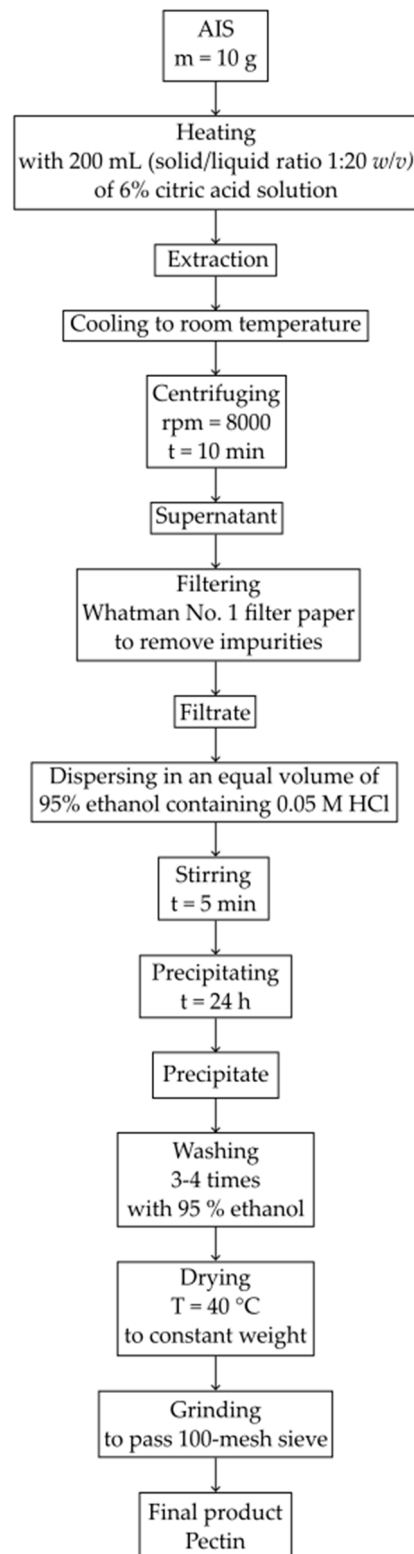 AIS
m = 10 g
Heating
with 200 mL (solid/liquid ratio 1:20 w/v)
of 6% citric acid solution
Extraction
Cooling to room temperature
Centrifuging
rpm = 8000
t = 10 min
Supernatant
Filtering
Whatman No. 1 filter paper
to remove impurities
Filtrate
Dispersing in an equal volume of
95% ethanol containing 0.05 M HCl
Stirring
t = 5 min
Precipitating
t = 24 h
Precipitate
Washing
3-4 times
with 95 % ethanol
Drying
T = 40 °C
to constant weight
Grinding
to pass 100-mesh sieve
Final product
Pectin